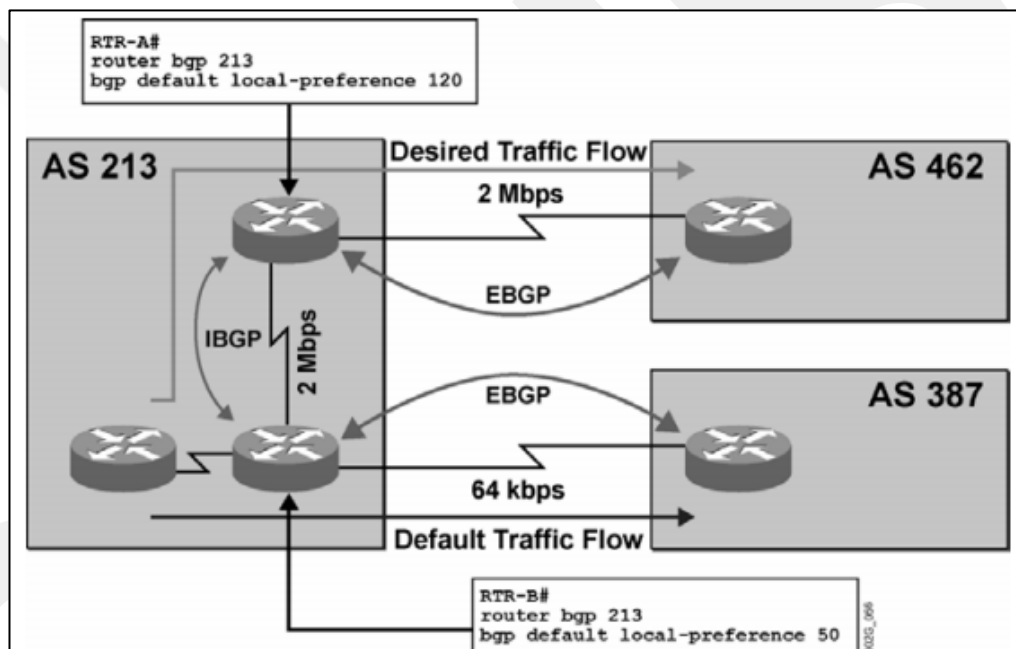 RTR-A#
router bgp 213
bgp default local-preference 120
AS 213
Desired Traffic Flow
2 Mbps
AS 462
EBGP
IBGP
2 Mbps
EBGP
AS 387
64 kbps
Default Traffic Flow
RTR-B#
router bgp 213
bgp default local-preference 50